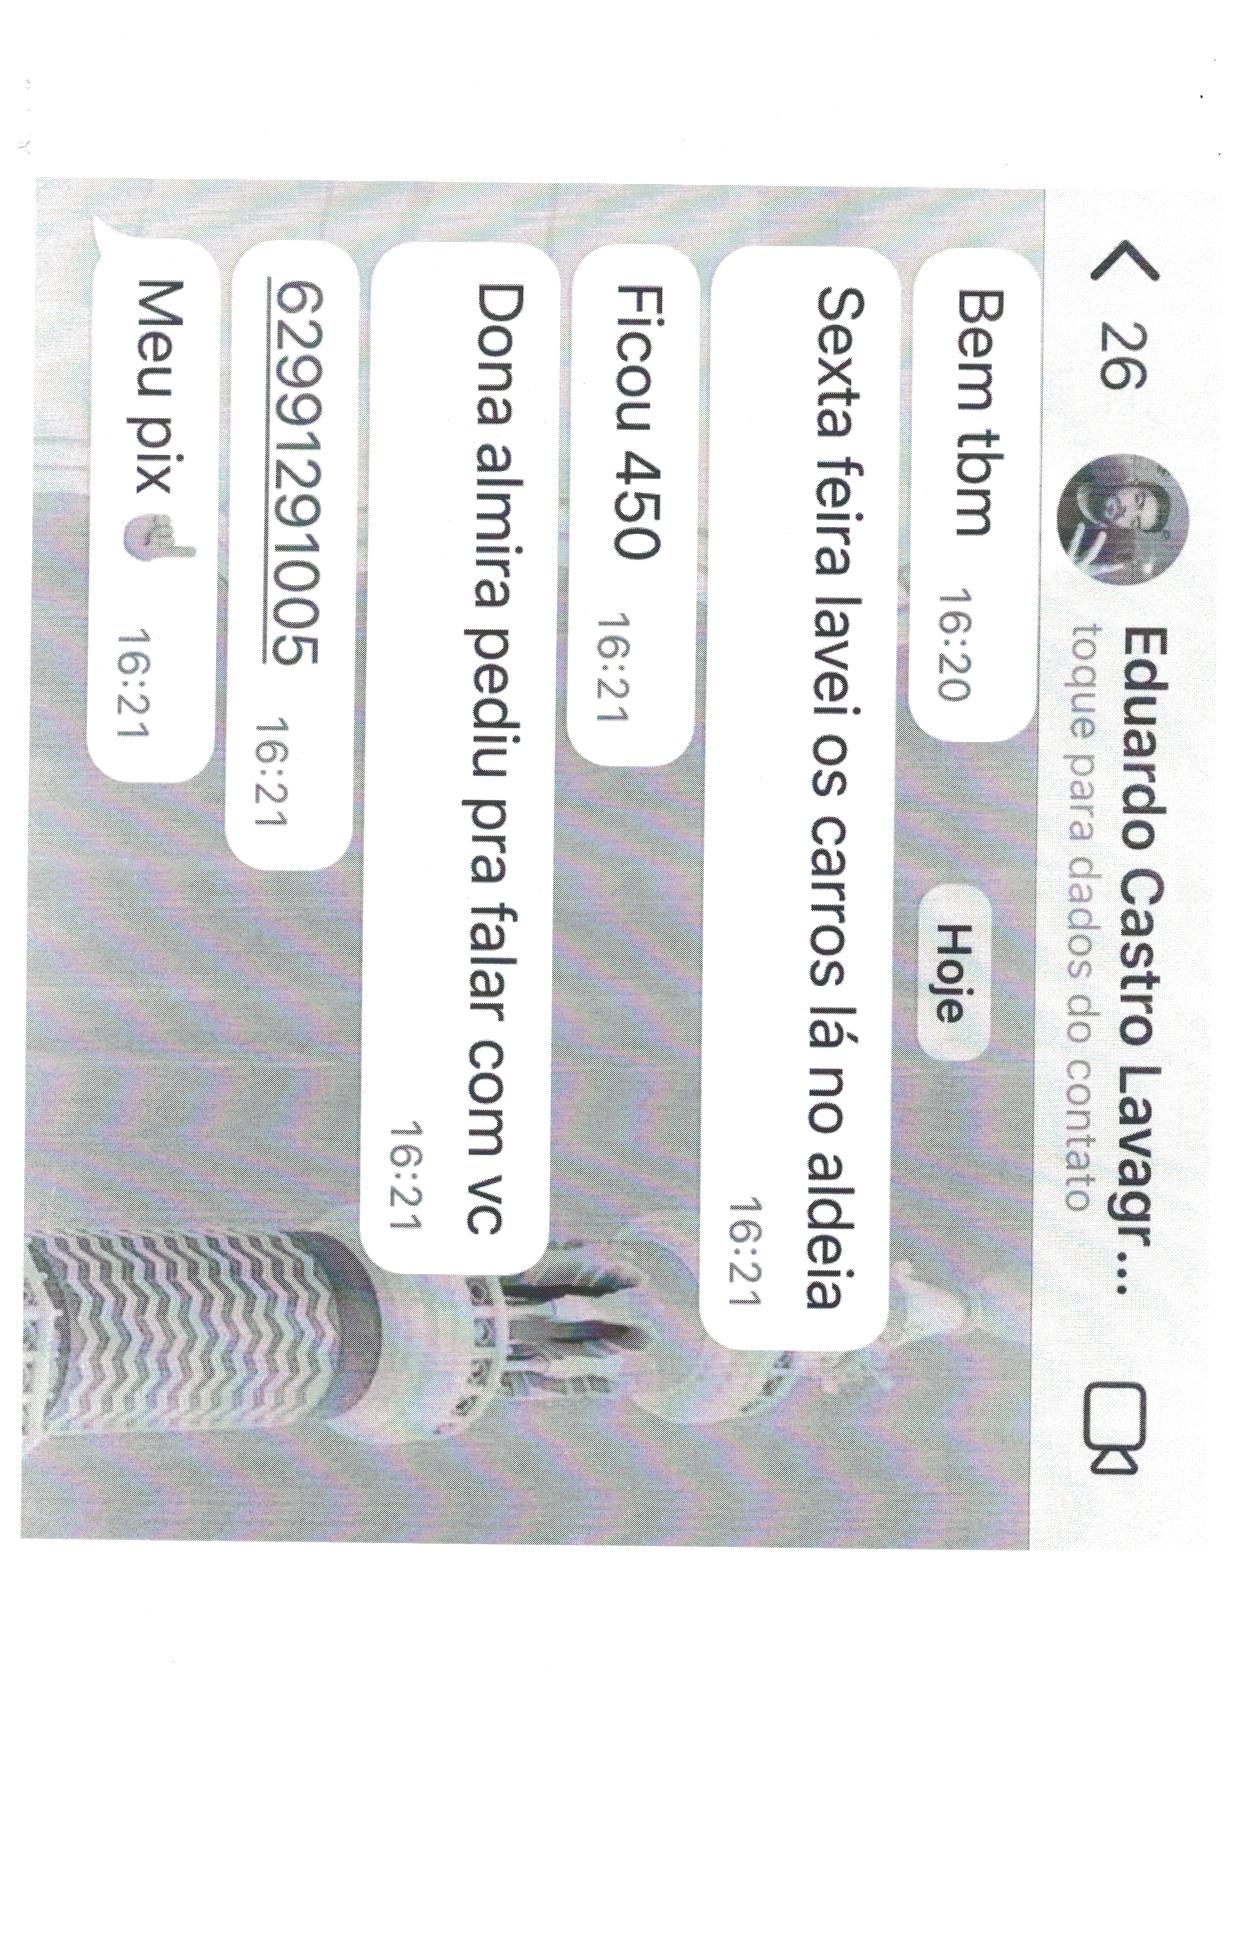 26
Eduardo Castro Lavagr...
toque para dados do contato
Bem tbm 16:20
Hoje
Sexta feira lavei os carros lá no aldeia
16:21
Ficou 450 16:21
Dona almira pediu pra falar com vc
16:21
6299129‌1005 16:21
Meu pix ☝ 16:21